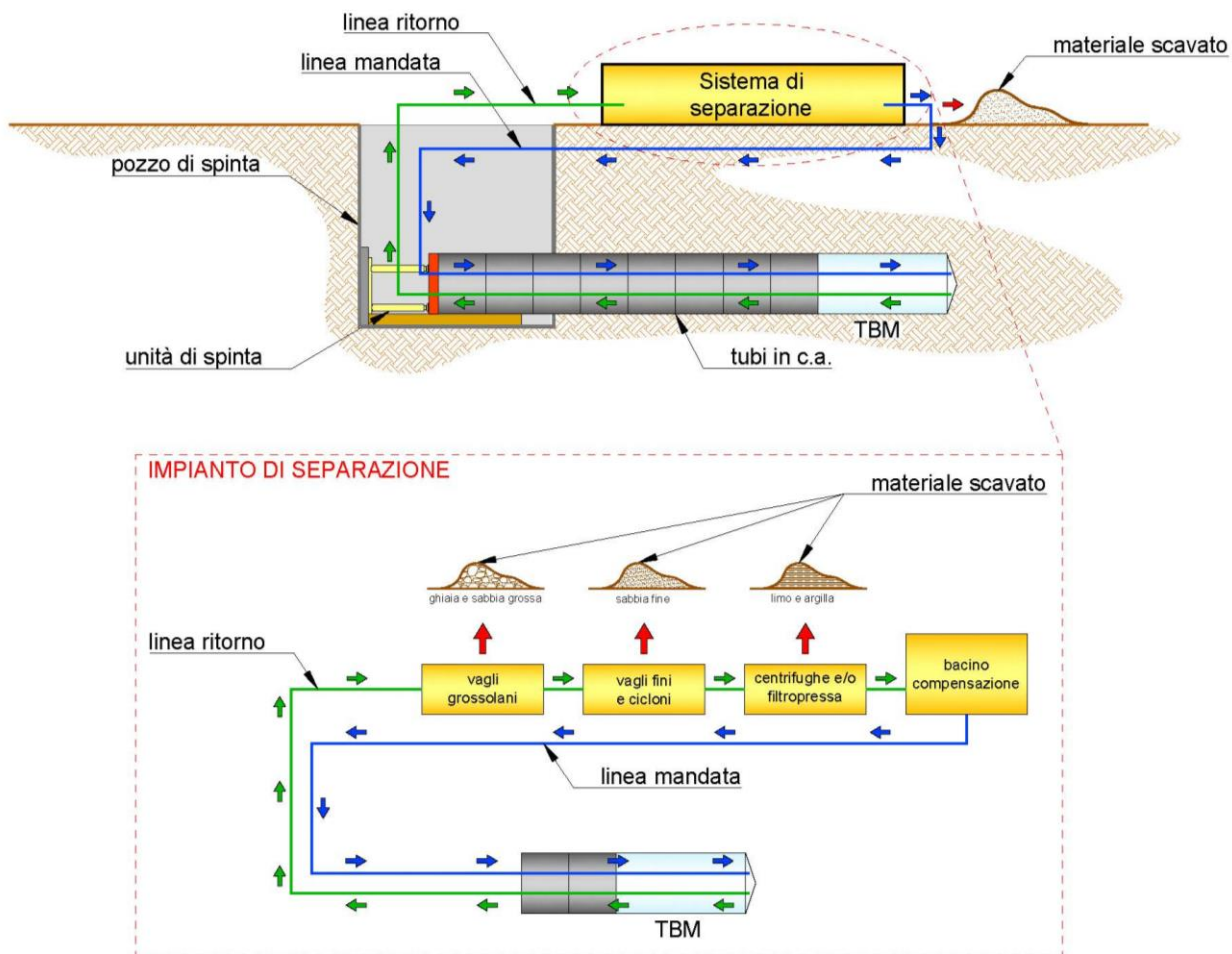 linea ritorno
linea mandata
materiale scavato
Sistema di
separazione
pozzo di spinta
unità di spinta
TBM
tubi in c.a.
IMPIANTO DI SEPARAZIONE
materiale scavato
ghiaia e sabbia grossa
sabbia fine
limo e argilla
linea ritorno
vagli
grossolani
vagli fini
e cicloni
centrifughe e/o
filtropressa
bacino
compensazione
linea mandata
TBM